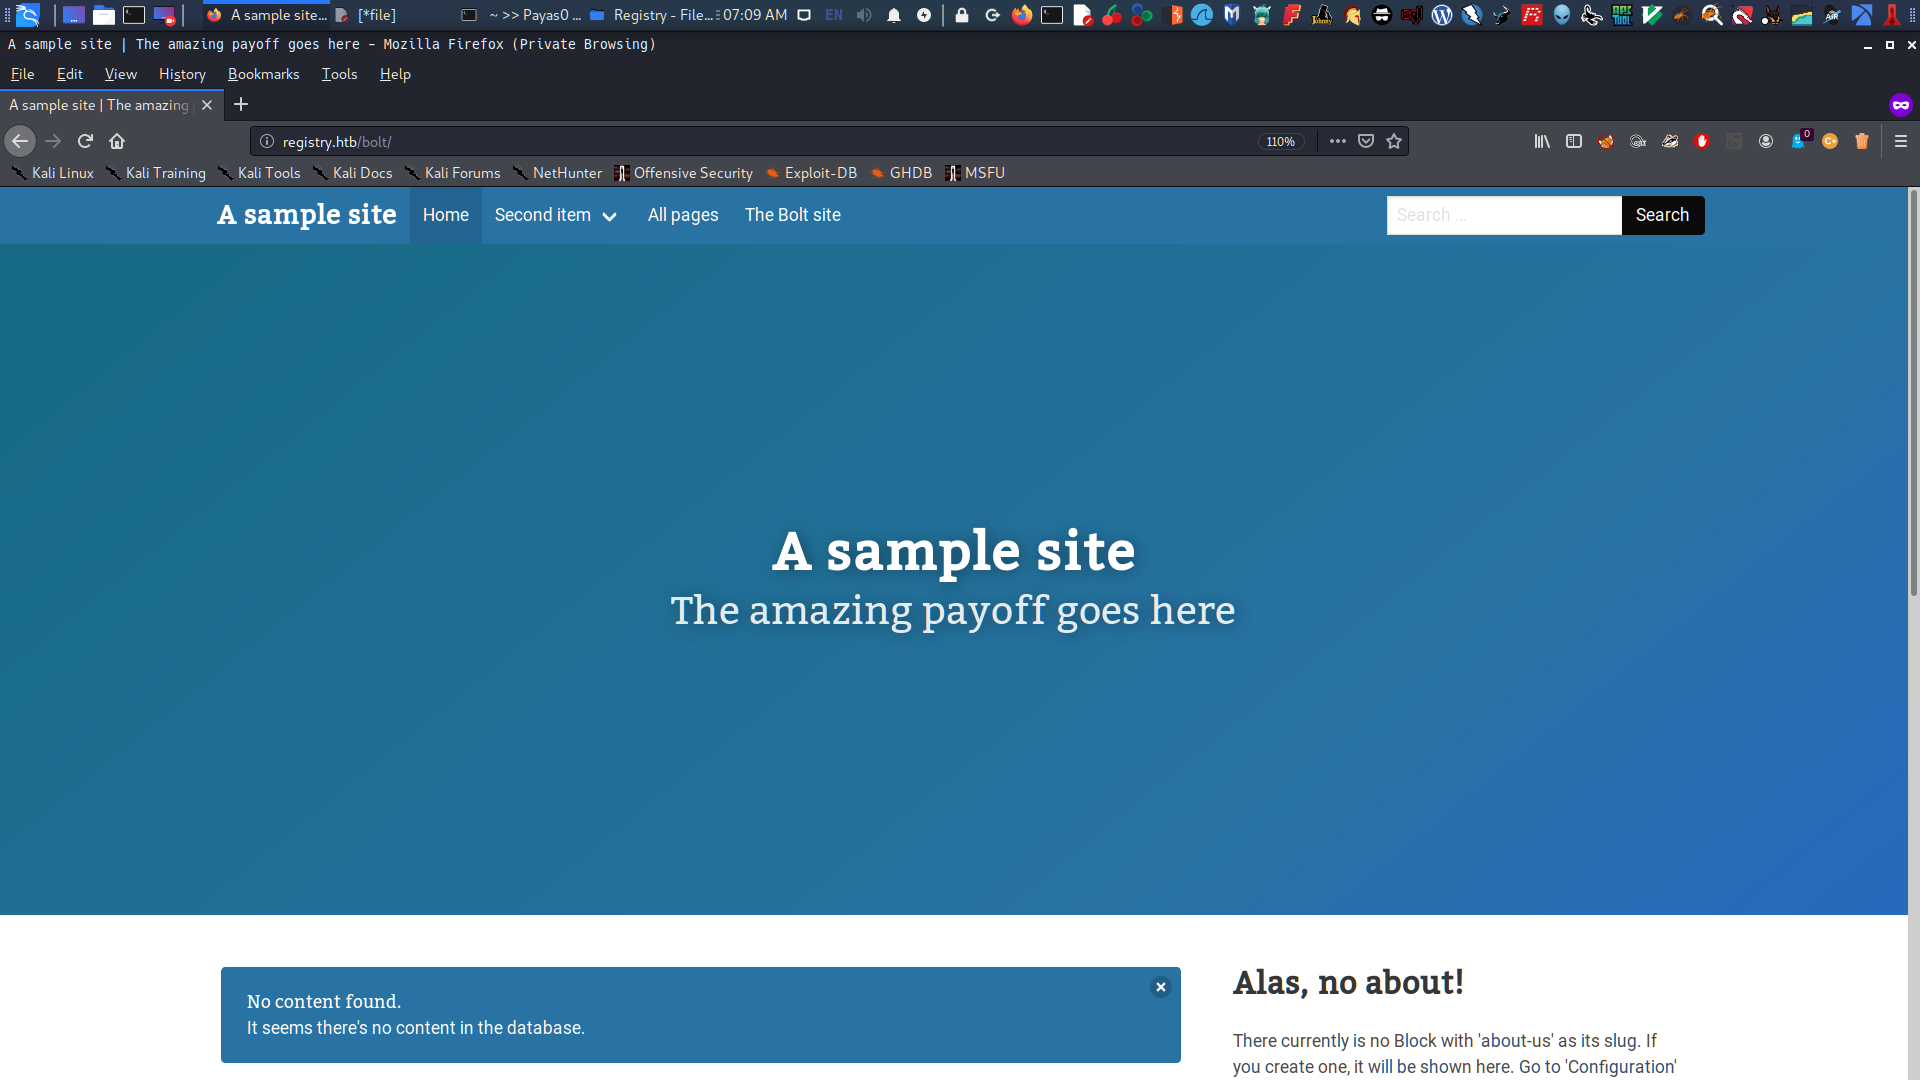 A sample site... [*file] ~ >> Payas0 ... Registry - File... 07:09 AM EN
A sample site | The amazing payoff goes here - Mozilla Firefox (Private Browsing)
File Edit View History Bookmarks Tools Help
A sample site | The amazing
registry.htb/bolt/ 110% 0
Kali Linux Kali Training Kali Tools Kali Docs Kali Forums NetHunter Offensive Security Exploit-DB GHDB MSFU
A sample site Home Second item All pages The Bolt site Search ... Search
A sample site
The amazing payoff goes here
No content found.
It seems there's no content in the database.
Alas, no about!
There currently is no Block with 'about-us' as its slug. If
you create one, it will be shown here. Go to 'Configuration'